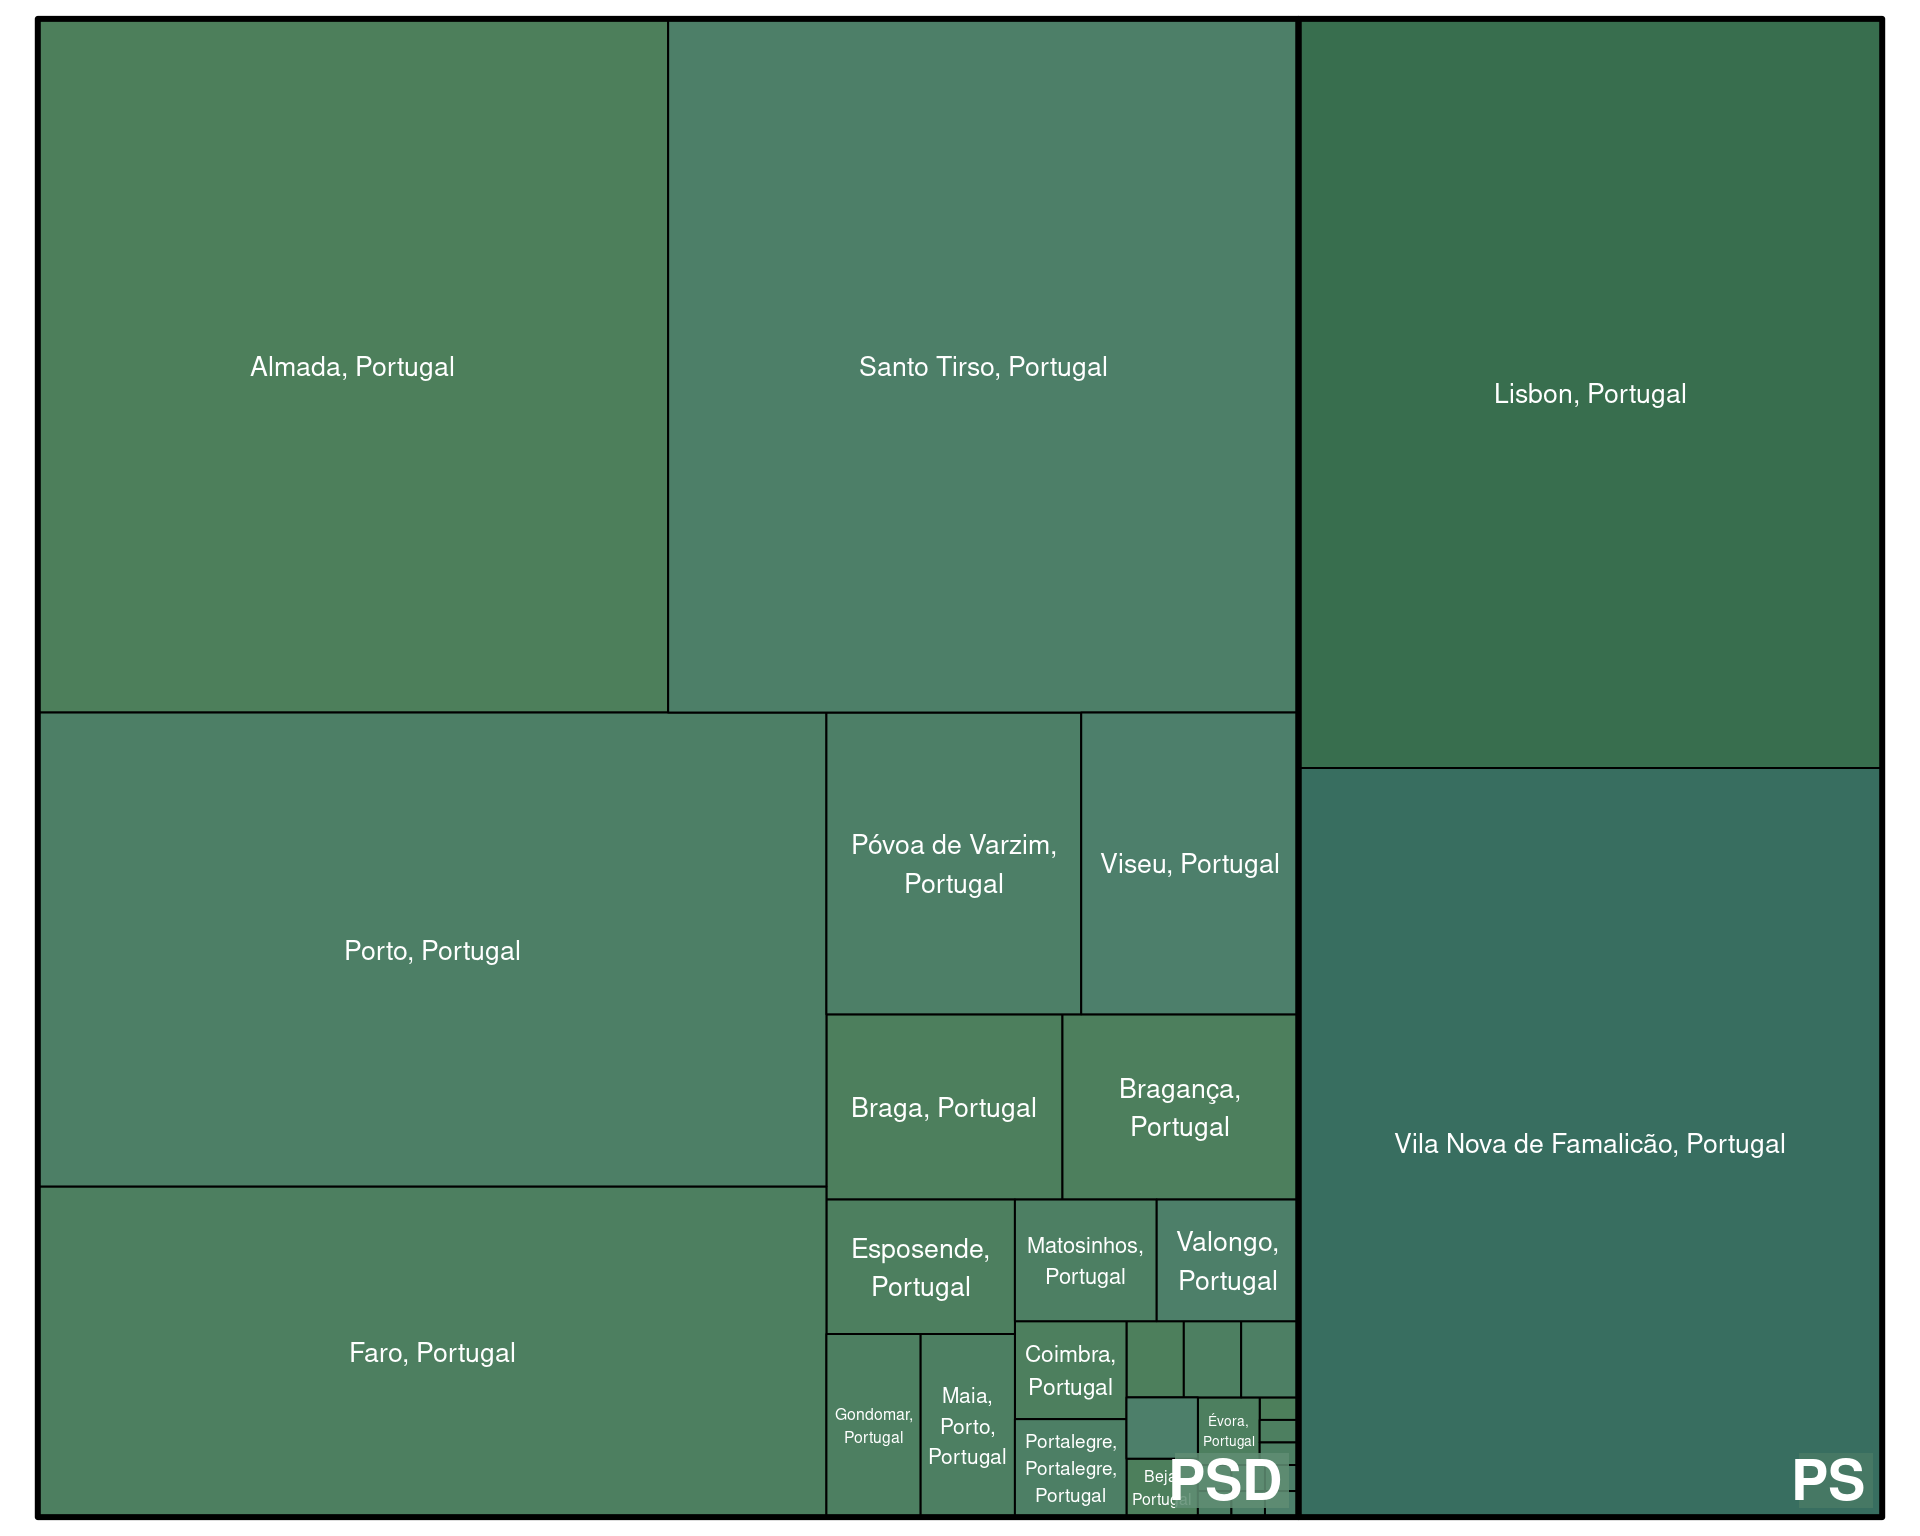 Almada, Portugal
Santo Tirso, Portugal
Lisbon, Portugal
Porto, Portugal
Póvoa de Varzim,
Portugal
Viseu, Portugal
Braga, Portugal
Bragança,
Portugal
Vila Nova de Famalicão, Portugal
Faro, Portugal
Esposende,
Portugal
Matosinhos,
Portugal
Valongo,
Portugal
Gondomar,
Portugal
Maia,
Porto,
Portugal
Coimbra,
Portugal
Portalegre,
Portalegre,
Portugal
Évora,
Portugal
Beja,
Portugal
PSD
PS